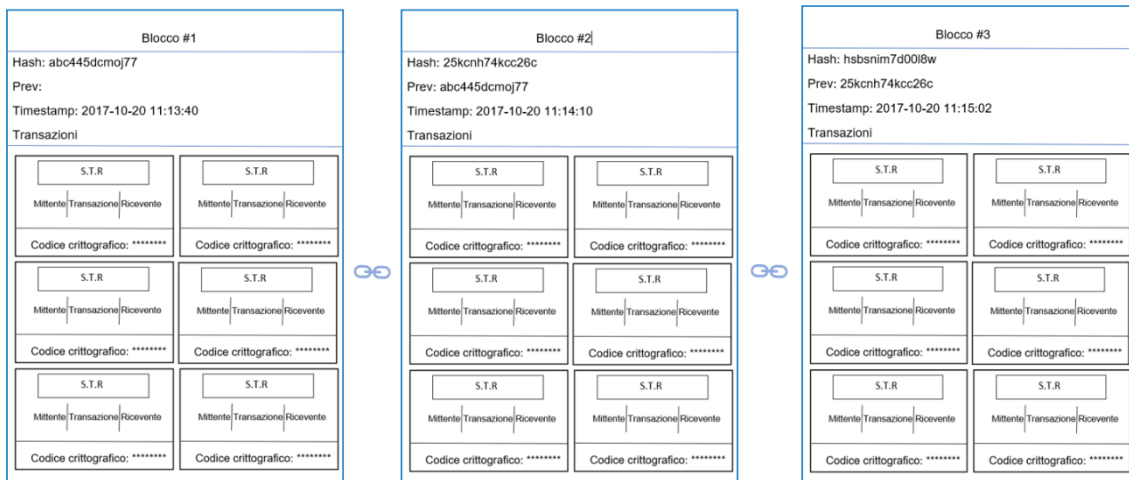 Blocco #1
Hash: abc445dcmoj77
Prev:
Timestamp: 2017-10-20 11:13:40
Transazioni
S.T.R S.T.R
Mittente Transazione Ricevente Mittente Transazione Ricevente
Codice crittografico: ******** Codice crittografico: ********
S.T.R S.T.R
Mittente Transazione Ricevente Mittente Transazione Ricevente
Codice crittografico: ******** Codice crittografico: ********
S.T.R S.T.R
Mittente Transazione Ricevente Mittente Transazione Ricevente
Codice crittografico: ******** Codice crittografico: ********
Blocco #2
Hash: 25kcnh74kcc26c
Prev: abc445dcmoj77
Timestamp: 2017-10-20 11:14:10
Transazioni
S.T.R S.T.R
Mittente Transazione Ricevente Mittente Transazione Ricevente
Codice crittografico: ******** Codice crittografico: ********
S.T.R S.T.R
Mittente Transazione Ricevente Mittente Transazione Ricevente
Codice crittografico: ******** Codice crittografico: ********
S.T.R S.T.R
Mittente Transazione Ricevente Mittente Transazione Ricevente
Codice crittografico: ******** Codice crittografico: ********
Blocco #3
Hash: hsbsnim7d00l8w
Prev: 25kcnh74kcc26c
Timestamp: 2017-10-20 11:15:02
Transazioni
S.T.R S.T.R
Mittente Transazione Ricevente Mittente Transazione Ricevente
Codice crittografico: ******** Codice crittografico: ********
S.T.R S.T.R
Mittente Transazione Ricevente Mittente Transazione Ricevente
Codice crittografico: ******** Codice crittografico: ********
S.T.R S.T.R
Mittente Transazione Ricevente Mittente Transazione Ricevente
Codice crittografico: ******** Codice crittografico: ********